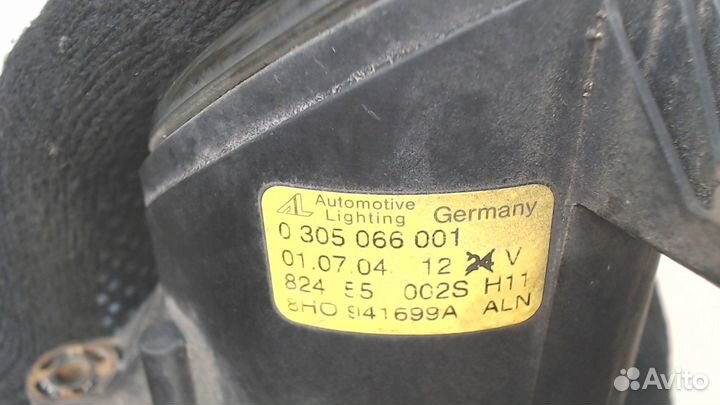 AL Automotive
Lighting Germany
0 305 066 001
01.07.04 12 24 V
824 55 002S H11
8H0 941699A ALN
Avito